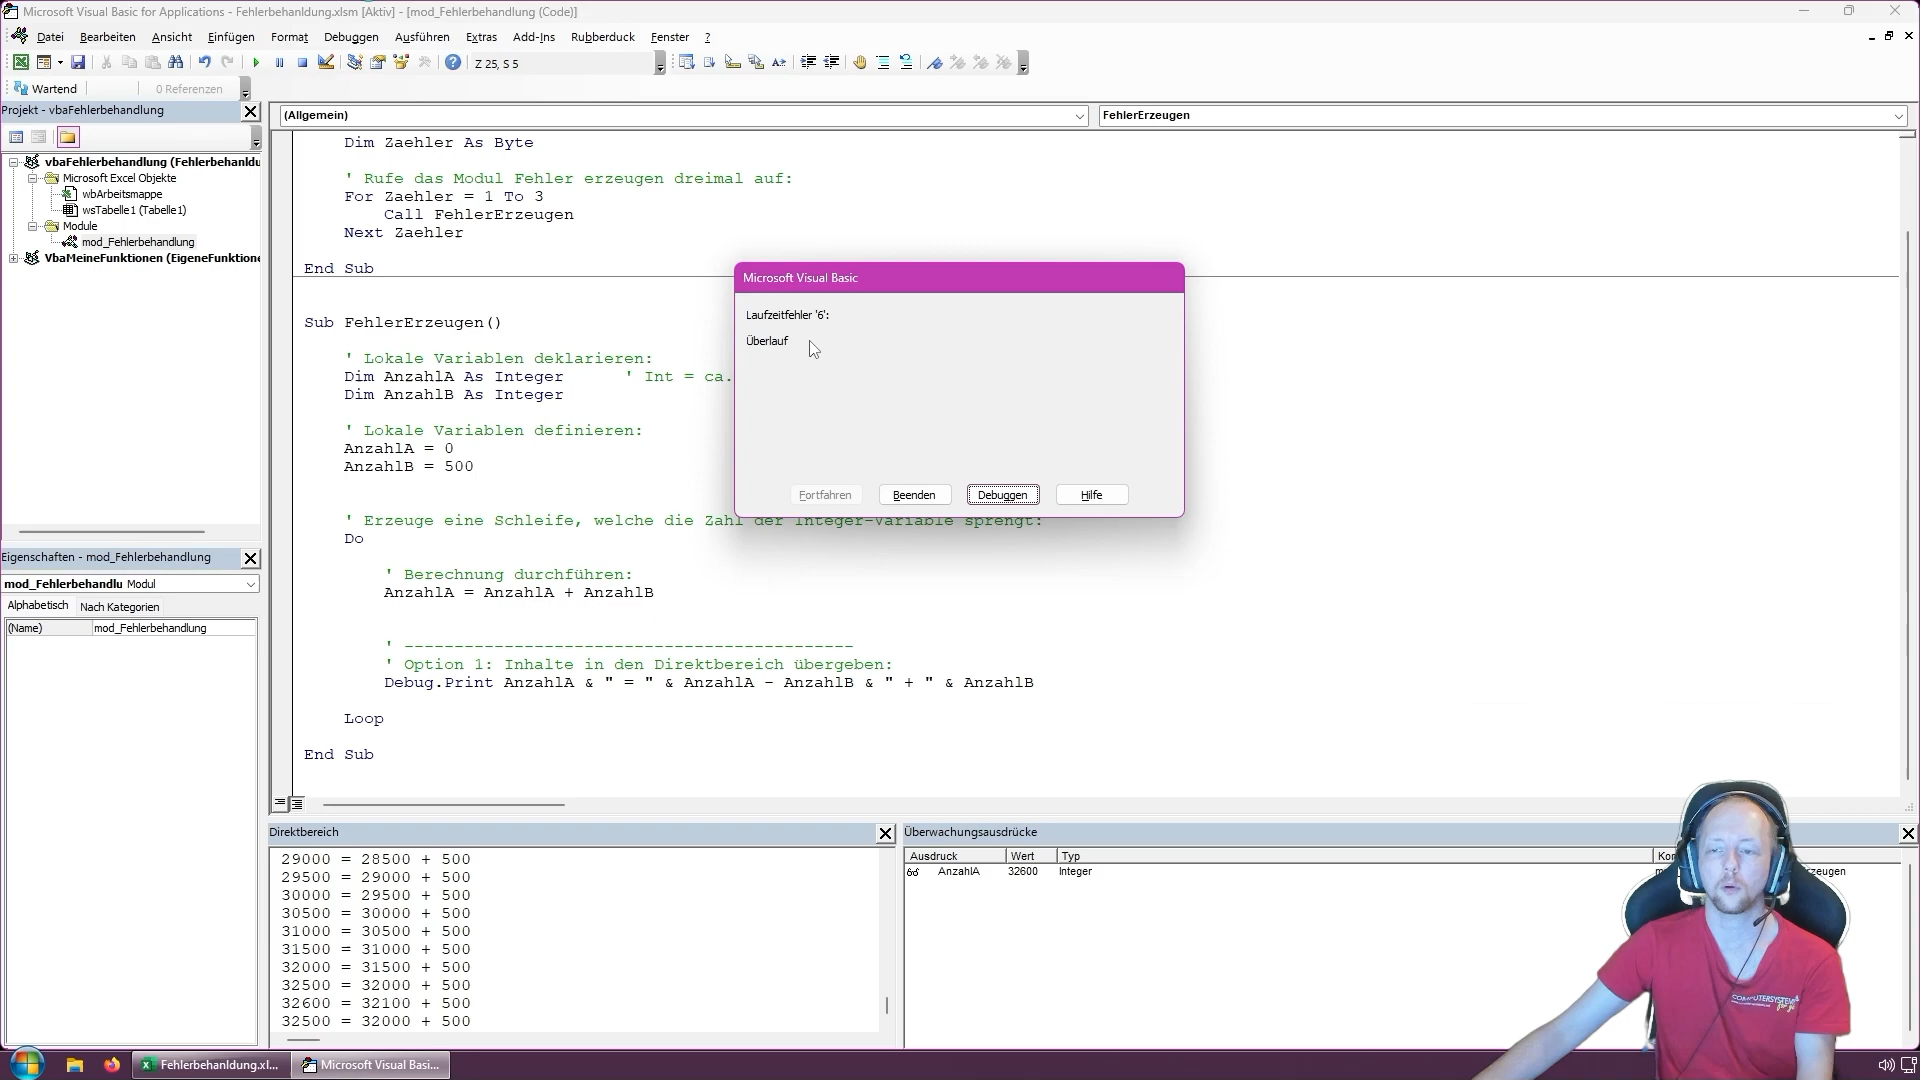 Microsoft Visual Basic for Applications - Fehlerbehanldung.xlsm [Aktiv] - [mod_Fehlerbehandlung (Code)]
Datei Bearbeiten Ansicht Einfügen Format Debuggen Ausführen Extras Add-Ins Rubberduck Fenster ?
Z 25, S 5
Wartend 0 Referenzen
Projekt - vbaFehlerbehandlung
vbaFehlerbehandlung (Fehlerbehanldu
Microsoft Excel Objekte
wbArbeitsmappe
wsTabelle1 (Tabelle1)
Module
mod_Fehlerbehandlung
VbaMeineFunktionen (EigeneFunktione
Eigenschaften - mod_Fehlerbehandlung
mod_Fehlerbehandlu Modul
Alphabetisch Nach Kategorien
(Name) mod_Fehlerbehandlung
(Allgemein) FehlerErzeugen
Dim Zaehler As Byte
' Rufe das Modul Fehler erzeugen dreimal auf:
For Zaehler = 1 To 3
Call FehlerErzeugen
Next Zaehler
End Sub
Sub FehlerErzeugen()
' Lokale Variablen deklarieren:
Dim AnzahlA As Integer ' Int = ca.
Dim AnzahlB As Integer
' Lokale Variablen definieren:
AnzahlA = 0
AnzahlB = 500
' Erzeuge eine Schleife, welche die Zahl der Integer-Variable sprengt:
Do
' Berechnung durchführen:
AnzahlA = AnzahlA + AnzahlB
' ---------------------------------------------
' Option 1: Inhalte in den Direktbereich übergeben:
Debug.Print AnzahlA & " = " & AnzahlA - AnzahlB & " + " & AnzahlB
Loop
End Sub
Microsoft Visual Basic
Laufzeitfehler '6':
Überlauf
Fortfahren Beenden Debuggen Hilfe
Direktbereich
29000 = 28500 + 500
29500 = 29000 + 500
30000 = 29500 + 500
30500 = 30000 + 500
31000 = 30500 + 500
31500 = 31000 + 500
32000 = 31500 + 500
32500 = 32000 + 500
32600 = 32100 + 500
32500 = 32000 + 500
Überwachungsausdrücke
Ausdruck Wert Typ
AnzahlA 32600 Integer
COMPUTERSYSTEME
Fehlerbehanldung.xl... Microsoft Visual Basi...